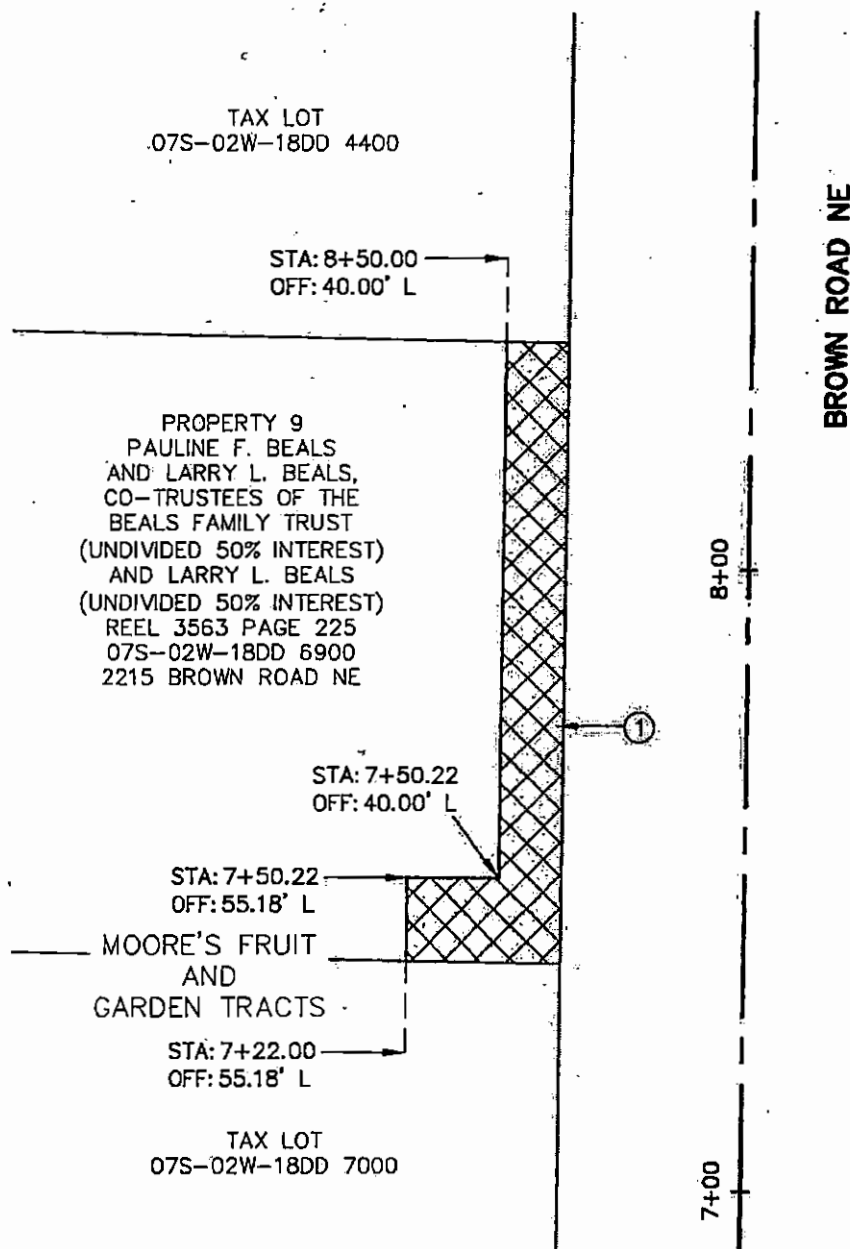 TAX LOT
07S-02W-18DD 4400
BROWN ROAD NE
STA: 8+50.00
OFF: 40.00' L
PROPERTY 9
PAULINE F. BEALS
AND LARRY L. BEALS,
CO-TRUSTEES OF THE
BEALS FAMILY TRUST
(UNDIVIDED 50% INTEREST)
AND LARRY L. BEALS
(UNDIVIDED 50% INTEREST)
REEL 3563 PAGE 225
07S-02W-18DD 6900
2215 BROWN ROAD NE
8+00
1
STA: 7+50.22
OFF: 40.00' L
STA: 7+50.22
OFF: 55.18' L
MOORE'S FRUIT
AND
GARDEN TRACTS
STA: 7+22.00
OFF: 55.18' L
TAX LOT
07S-02W-18DD 7000
7+00